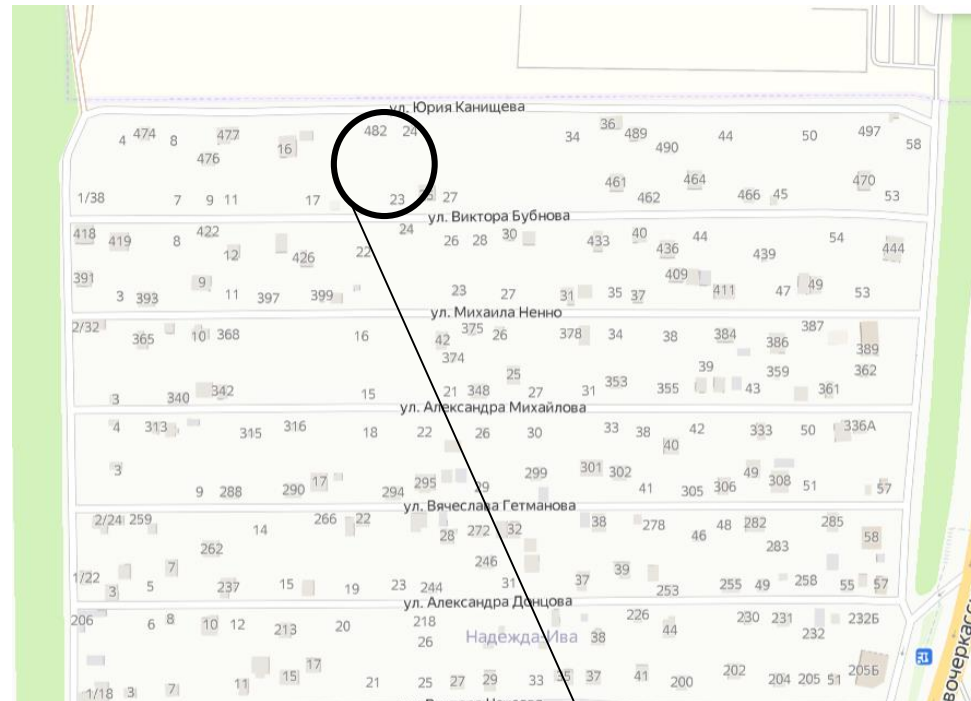 ул. Юрия Канищева
4 474 8 477 16 482 24 34 36 489 490 44 50 497 58
476
461 464 470
1/38 7 9 11 17 23 27 462 466 45 53
ул. Виктора Бубнова
418 419 8 422 24 26 28 30 433 40 436 44 439 54 444
12 426 22
391 9 409 411 49
3 393 11 397 399 23 27 31 35 37 47 53
ул. Михаила Ненно
2/32 365 10 368 16 42 375 26 378 34 38 384 386 387 389
374
25 39 359 362
3 340 342 15 21 348 27 31 353 355 43 361
ул. Александра Михайлова
4 313 315 316 18 22 26 30 33 38 42 333 50 336А
40
3 17 295 299 301 302 49 308
9 288 290 294 29 41 305 306 51 57
ул. Вячеслава Гетманова
2/24 259 14 266 22 28 272 32 38 278 46 48 282 285 58
262 283
7 246 39
1/22 3 5 237 15 19 23 244 31 37 253 255 49 258 55 57
ул. Александра Донцова
206 6 8 10 12 213 20 218 226 44 230 231 232 232Б
26 Надежда-Ива 38
17 205Б
1/18 3 7 11 15 21 25 27 29 33 35 37 41 200 202 204 205 51
вочеркасс